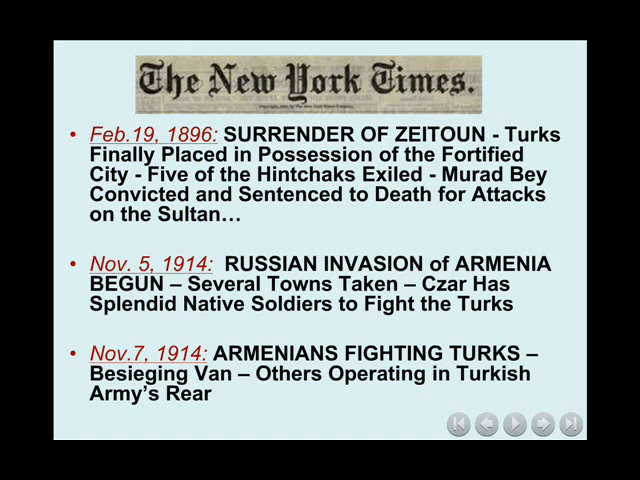 The New York Times.
• Feb.19, 1896: SURRENDER OF ZEITOUN - Turks
Finally Placed in Possession of the Fortified
City - Five of the Hintchaks Exiled - Murad Bey
Convicted and Sentenced to Death for Attacks
on the Sultan…
• Nov. 5, 1914: RUSSIAN INVASION of ARMENIA
BEGUN – Several Towns Taken – Czar Has
Splendid Native Soldiers to Fight the Turks
• Nov.7, 1914: ARMENIANS FIGHTING TURKS –
Besieging Van – Others Operating in Turkish
Army’s Rear